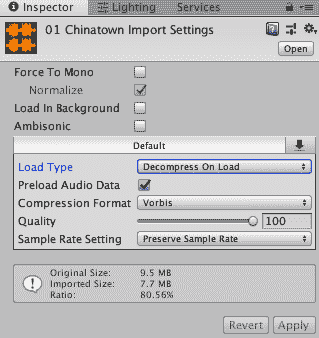 Inspector Lighting Services
01 Chinatown Import Settings
Open
Force To Mono
Normalize
Load In Background
Ambisonic
Default
Load Type Decompress On Load
Preload Audio Data
Compression Format Vorbis
Quality 100
Sample Rate Setting Preserve Sample Rate
Original Size: 9.5 MB
Imported Size: 7.7 MB
Ratio: 80.56%
Revert Apply